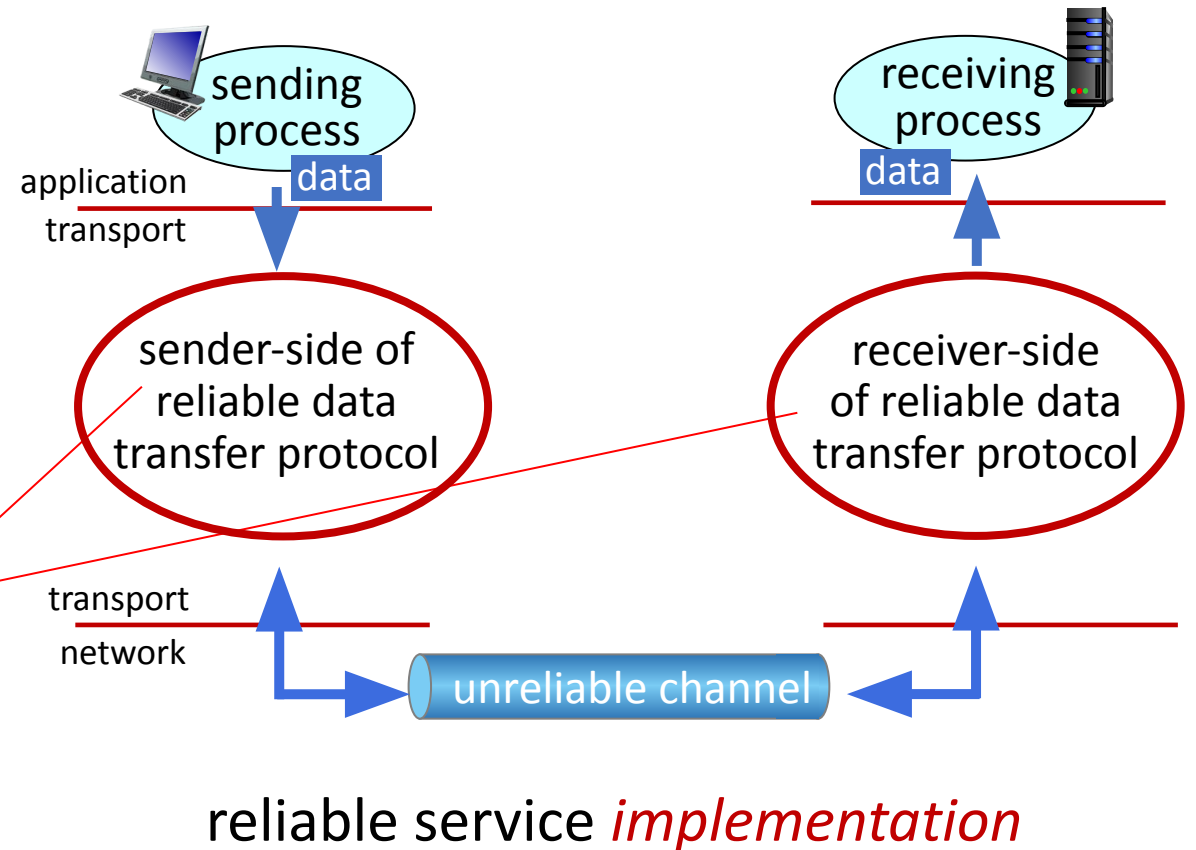 sending
process
data
application
transport
receiving
process
data
sender-side of
reliable data
transfer protocol
receiver-side
of reliable data
transfer protocol
transport
network
unreliable channel
reliable service implementation